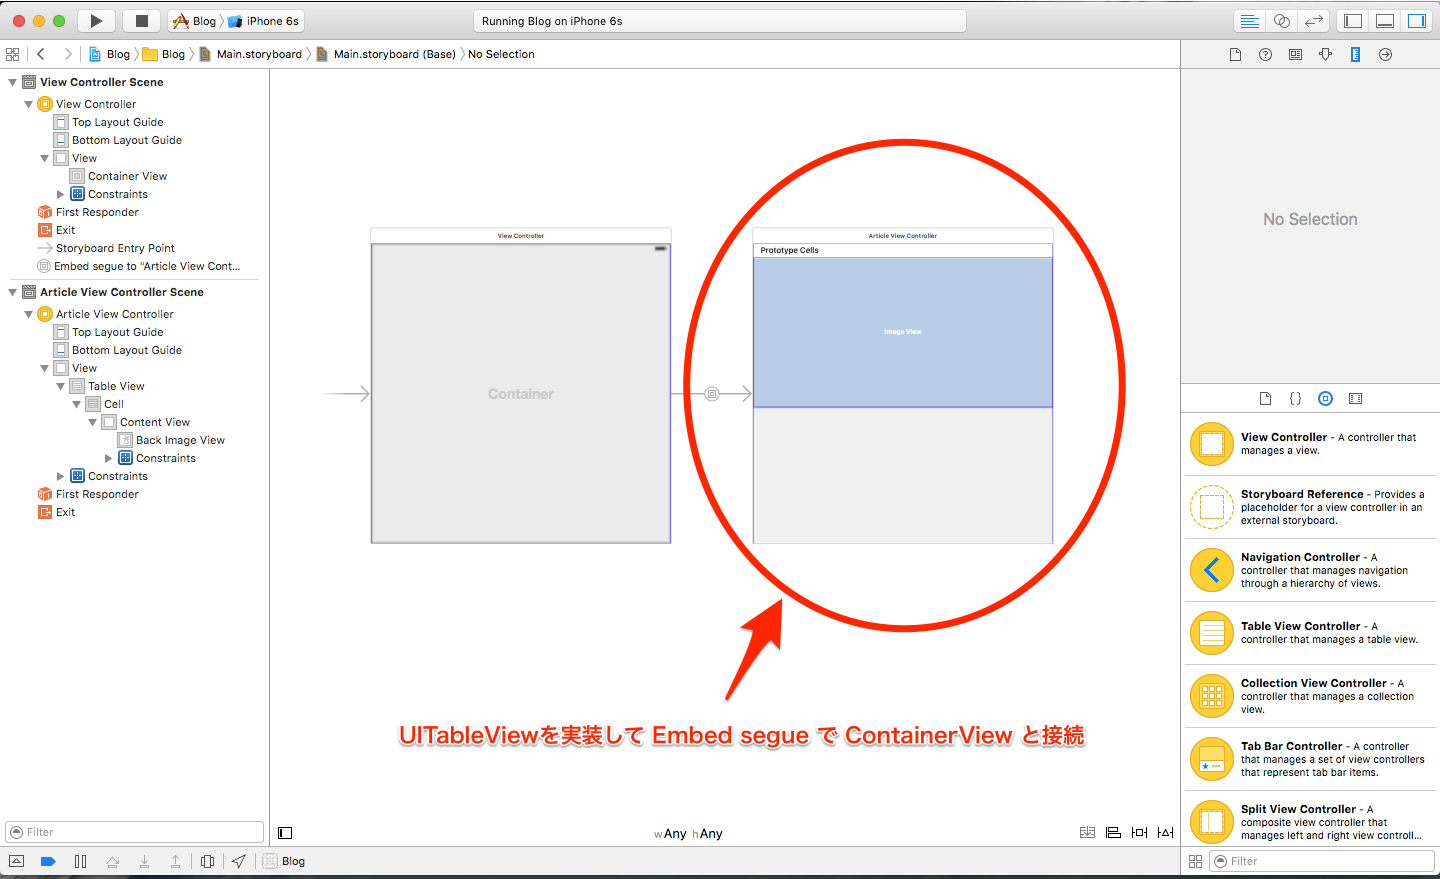 Blog iPhone 6s
Running Blog on iPhone 6s
Blog Blog Main.storyboard Main.storyboard (Base) No Selection
View Controller Scene
View Controller
Top Layout Guide
Bottom Layout Guide
View
Container View
Constraints
First Responder
Exit
Storyboard Entry Point
Embed segue to "Article View Cont...
Article View Controller Scene
Article View Controller
Top Layout Guide
Bottom Layout Guide
View
Table View
Cell
Content View
Back Image View
Constraints
Constraints
First Responder
Exit
Filter
View Controller
Container
Article View Controller
Prototype Cells
Image View
UITableViewを実装して Embed segue で ContainerView と接続
wAny hAny
Blog
No Selection
{ }
View Controller - A controller that
manages a view.
Storyboard Reference - Provides a
placeholder for a view controller in an
external storyboard.
Navigation Controller - A
controller that manages navigation
through a hierarchy of views.
Table View Controller - A
controller that manages a table view.
Collection View Controller - A
controller that manages a collection
view.
Tab Bar Controller - A controller
that manages a set of view controllers
that represent tab bar items.
Split View Controller - A
composite view controller that
manages left and right view controll...
Filter